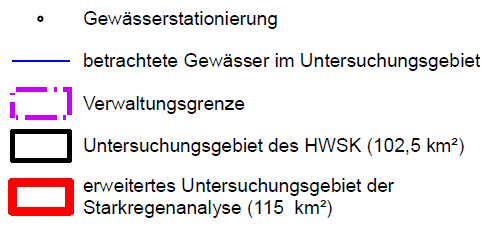 Gewässerstationierung
betrachtete Gewässer im Untersuchungsgebiet
Verwaltungsgrenze
Untersuchungsgebiet des HWSK (102,5 km²)
erweitertes Untersuchungsgebiet der
Starkregenanalyse (115 km²)